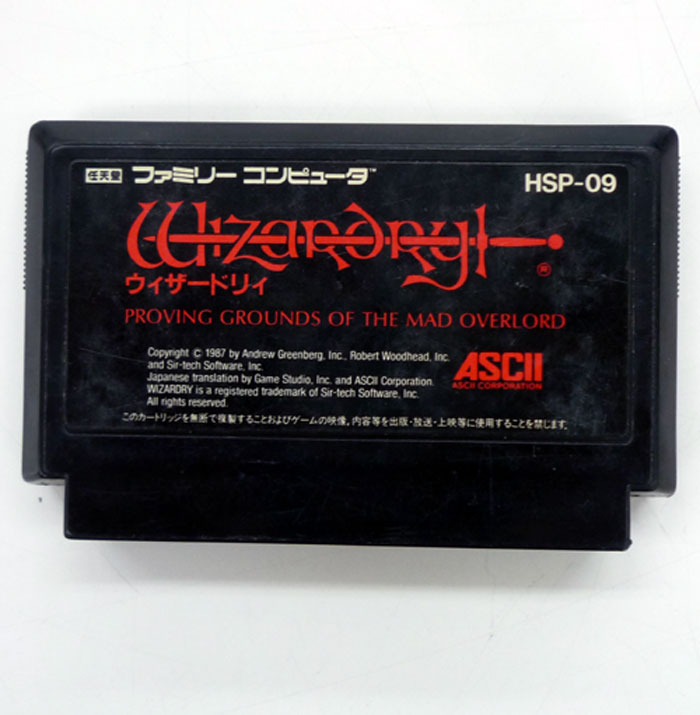 任天堂 ファミリー コンピュータ™ HSP-09
Wizardry
ウィザードリィ
PROVING GROUNDS OF THE MAD OVERLORD
Copyright © 1987 by Andrew Greenberg, Inc., Robert Woodhead, Inc.
and Sir-tech Software, Inc.
Japanese translation by Game Studio, Inc. and ASCII Corporation.
WIZARDRY is a registered trademark of Sir-tech Software, Inc.
All rights reserved.
ASCII
ASCII CORPORATION
このカートリッジを無断で複製することおよびゲームの映像、内容等を出版・放送・上映等に使用することを禁じます。